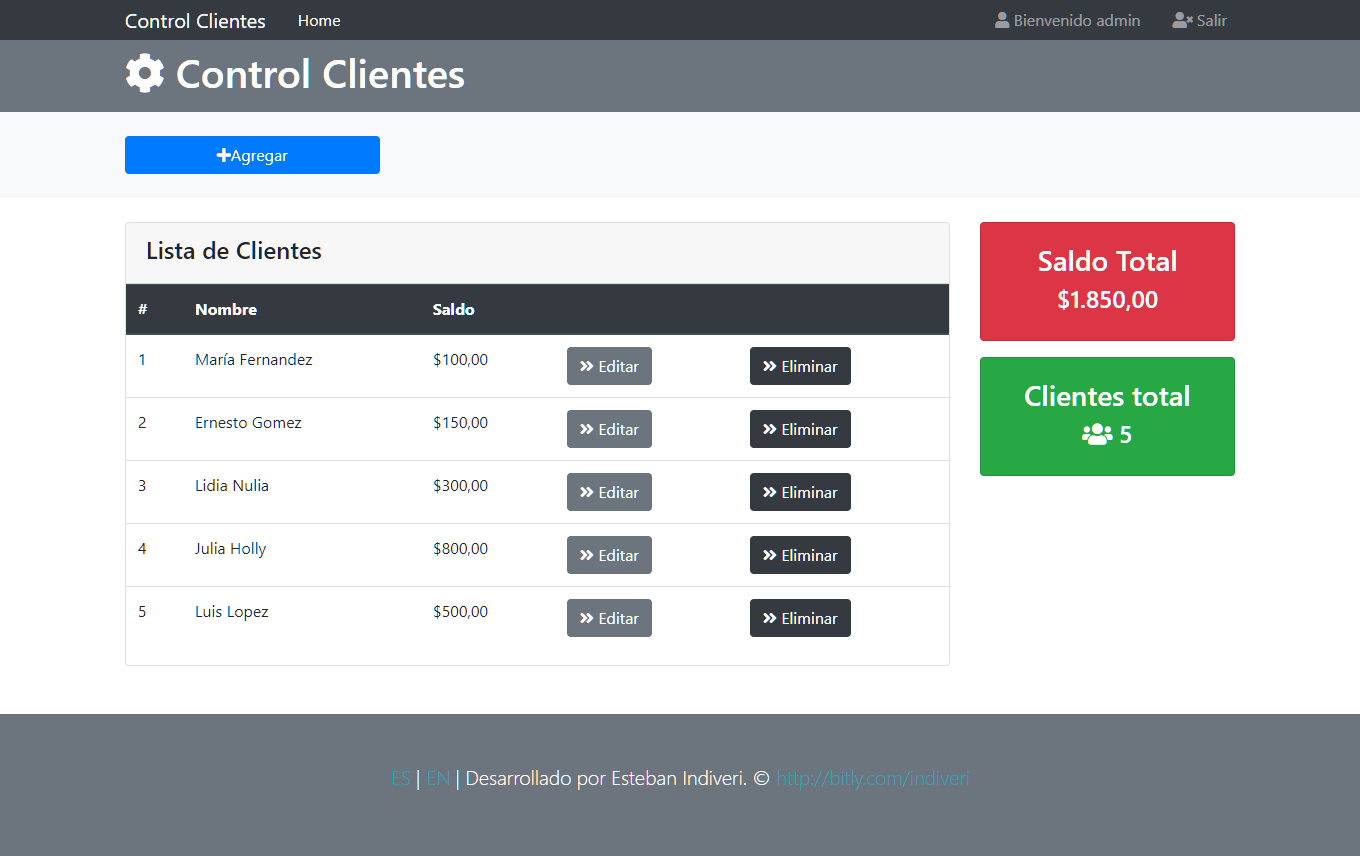 Control Clientes Home Bienvenido admin Salir
Control Clientes
Agregar
Lista de Clientes
# Nombre Saldo
1 María Fernandez $100,00 Editar Eliminar
2 Ernesto Gomez $150,00 Editar Eliminar
3 Lidia Nulia $300,00 Editar Eliminar
4 Julia Holly $800,00 Editar Eliminar
5 Luis Lopez $500,00 Editar Eliminar
Saldo Total
$1.850,00
Clientes total
5
ES | EN | Desarrollado por Esteban Indiveri. © http://bitly.com/indiveri